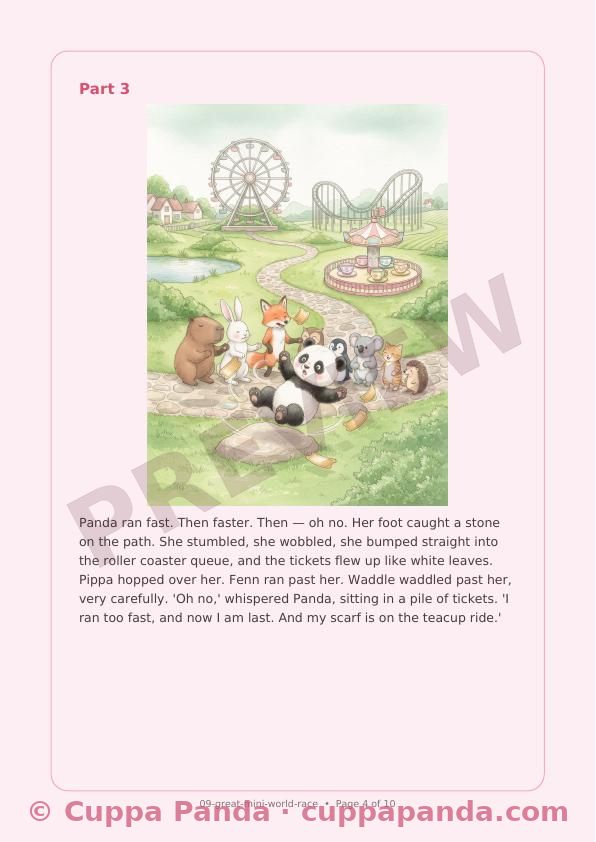 Part 3
PREVIEW
Panda ran fast. Then faster. Then — oh no. Her foot caught a stone
on the path. She stumbled, she wobbled, she bumped straight into
the roller coaster queue, and the tickets flew up like white leaves.
Pippa hopped over her. Fenn ran past her. Waddle waddled past her,
very carefully. 'Oh no,' whispered Panda, sitting in a pile of tickets. 'I
ran too fast, and now I am last. And my scarf is on the teacup ride.'
09-great-mini-world-race • Page 4 of 10
© Cuppa Panda · cuppapanda.com